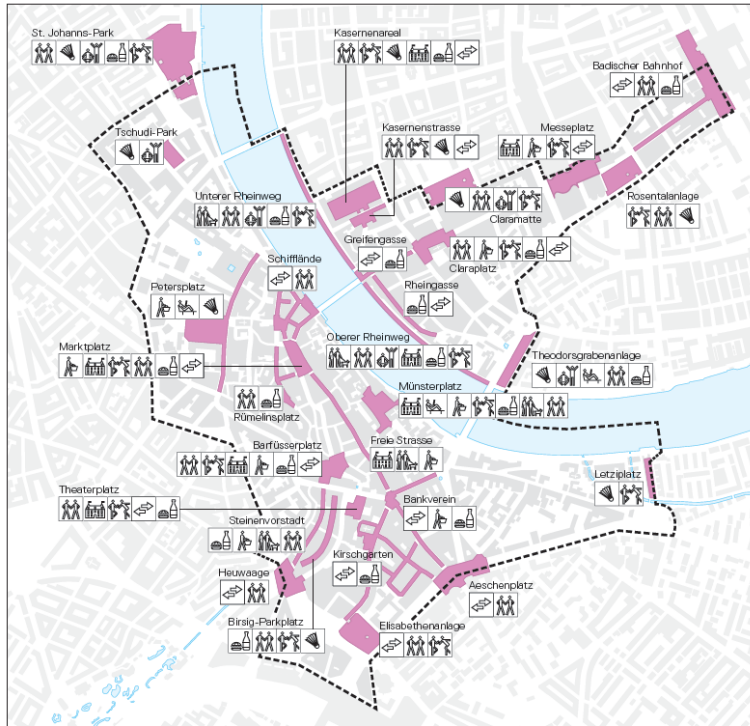 St. Johanns-Park
Kasernenareal
Badischer Bahnhof
Tschudi-Park
Kasernenstrasse
Messeplatz
Unterer Rheinweg
Claramatte
Rosentalanlage
Greifengasse
Claraplatz
Schifflände
Petersplatz
Rheingasse
Marktplatz
Oberer Rheinweg
Theodorsgrabenanlage
Münsterplatz
Rümelinsplatz
Barfüsserplatz
Freie Strasse
Theaterplatz
Letziplatz
Bankverein
Steinenvorstadt
Kirschgarten
Heuwaage
Aeschenplatz
Birsig-Parkplatz
Elisabethenanlage